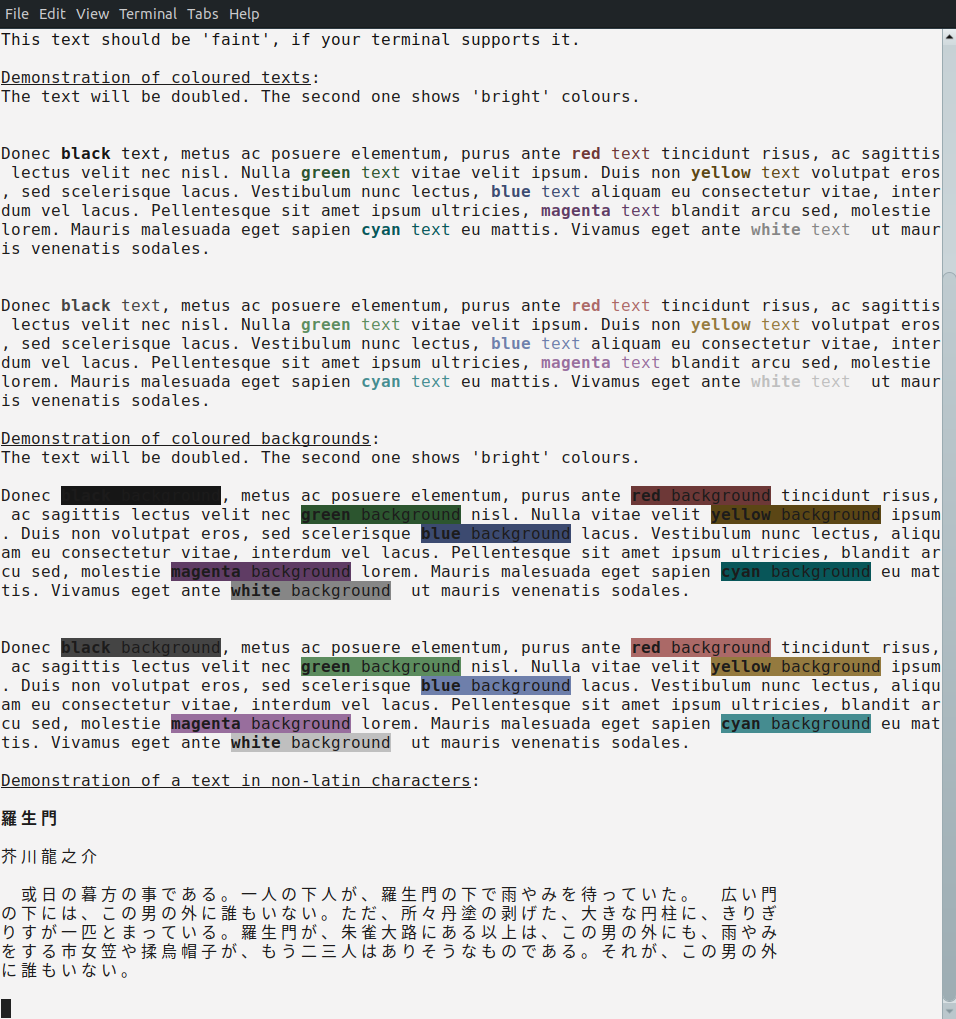 File Edit View Terminal Tabs Help
This text should be 'faint', if your terminal supports it.
Demonstration of coloured texts:
The text will be doubled. The second one shows 'bright' colours.
Donec black text, metus ac posuere elementum, purus ante red text tincidunt risus, ac sagittis
 lectus velit nec nisl. Nulla green text vitae velit ipsum. Duis non yellow text volutpat eros
, sed scelerisque lacus. Vestibulum nunc lectus, blue text aliquam eu consectetur vitae, inter
dum vel lacus. Pellentesque sit amet ipsum ultricies, magenta text blandit arcu sed, molestie
lorem. Mauris malesuada eget sapien cyan text eu mattis. Vivamus eget ante white text  ut maur
is venenatis sodales.
Donec black text, metus ac posuere elementum, purus ante red text tincidunt risus, ac sagittis
 lectus velit nec nisl. Nulla green text vitae velit ipsum. Duis non yellow text volutpat eros
, sed scelerisque lacus. Vestibulum nunc lectus, blue text aliquam eu consectetur vitae, inter
dum vel lacus. Pellentesque sit amet ipsum ultricies, magenta text blandit arcu sed, molestie
lorem. Mauris malesuada eget sapien cyan text eu mattis. Vivamus eget ante white text  ut maur
is venenatis sodales.
Demonstration of coloured backgrounds:
The text will be doubled. The second one shows 'bright' colours.
Donec black background, metus ac posuere elementum, purus ante red background tincidunt risus,
 ac sagittis lectus velit nec green background nisl. Nulla vitae velit yellow background ipsum
. Duis non volutpat eros, sed scelerisque blue background lacus. Vestibulum nunc lectus, aliqu
am eu consectetur vitae, interdum vel lacus. Pellentesque sit amet ipsum ultricies, blandit ar
cu sed, molestie magenta background lorem. Mauris malesuada eget sapien cyan background eu mat
tis. Vivamus eget ante white background  ut mauris venenatis sodales.
Donec black background, metus ac posuere elementum, purus ante red background tincidunt risus,
 ac sagittis lectus velit nec green background nisl. Nulla vitae velit yellow background ipsum
. Duis non volutpat eros, sed scelerisque blue background lacus. Vestibulum nunc lectus, aliqu
am eu consectetur vitae, interdum vel lacus. Pellentesque sit amet ipsum ultricies, blandit ar
cu sed, molestie magenta background lorem. Mauris malesuada eget sapien cyan background eu mat
tis. Vivamus eget ante white background  ut mauris venenatis sodales.
Demonstration of a text in non-latin characters:
羅生門
芥川龍之介
　或日の暮方の事である。一人の下人が、羅生門の下で雨やみを待っていた。　広い門
の下には、この男の外に誰もいない。ただ、所々丹塗の剥げた、大きな円柱に、きりぎ
りすが一匹とまっている。羅生門が、朱雀大路にある以上は、この男の外にも、雨やみ
をする市女笠や揉烏帽子が、もう二三人はありそうなものである。それが、この男の外
に誰もいない。